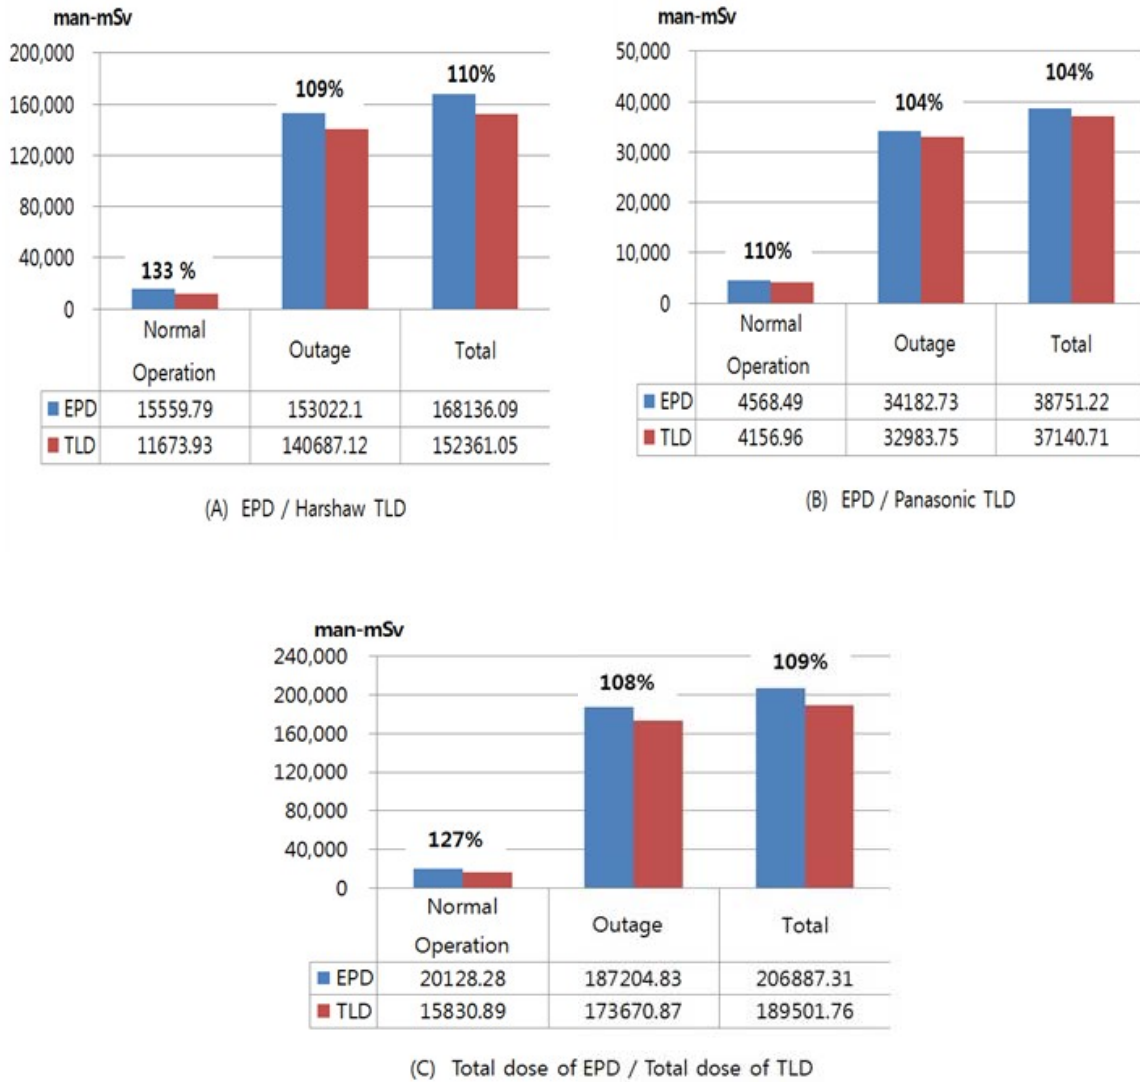 man-mSv
200,000
160,000
120,000
80,000
40,000
0
133 %
109%
110%
Normal Operation
Outage
Total
EPD 15559.79 153022.1 168136.09
TLD 11673.93 140687.12 152361.05
(A) EPD / Harshaw TLD
man-mSv
50,000
40,000
30,000
20,000
10,000
0
110%
104%
104%
Normal Operation
Outage
Total
EPD 4568.49 34182.73 38751.22
TLD 4156.96 32983.75 37140.71
(B) EPD / Panasonic TLD
man-mSv
240,000
200,000
160,000
120,000
80,000
40,000
0
127%
108%
109%
Normal Operation
Outage
Total
EPD 20128.28 187204.83 206887.31
TLD 15830.89 173670.87 189501.76
(C) Total dose of EPD / Total dose of TLD